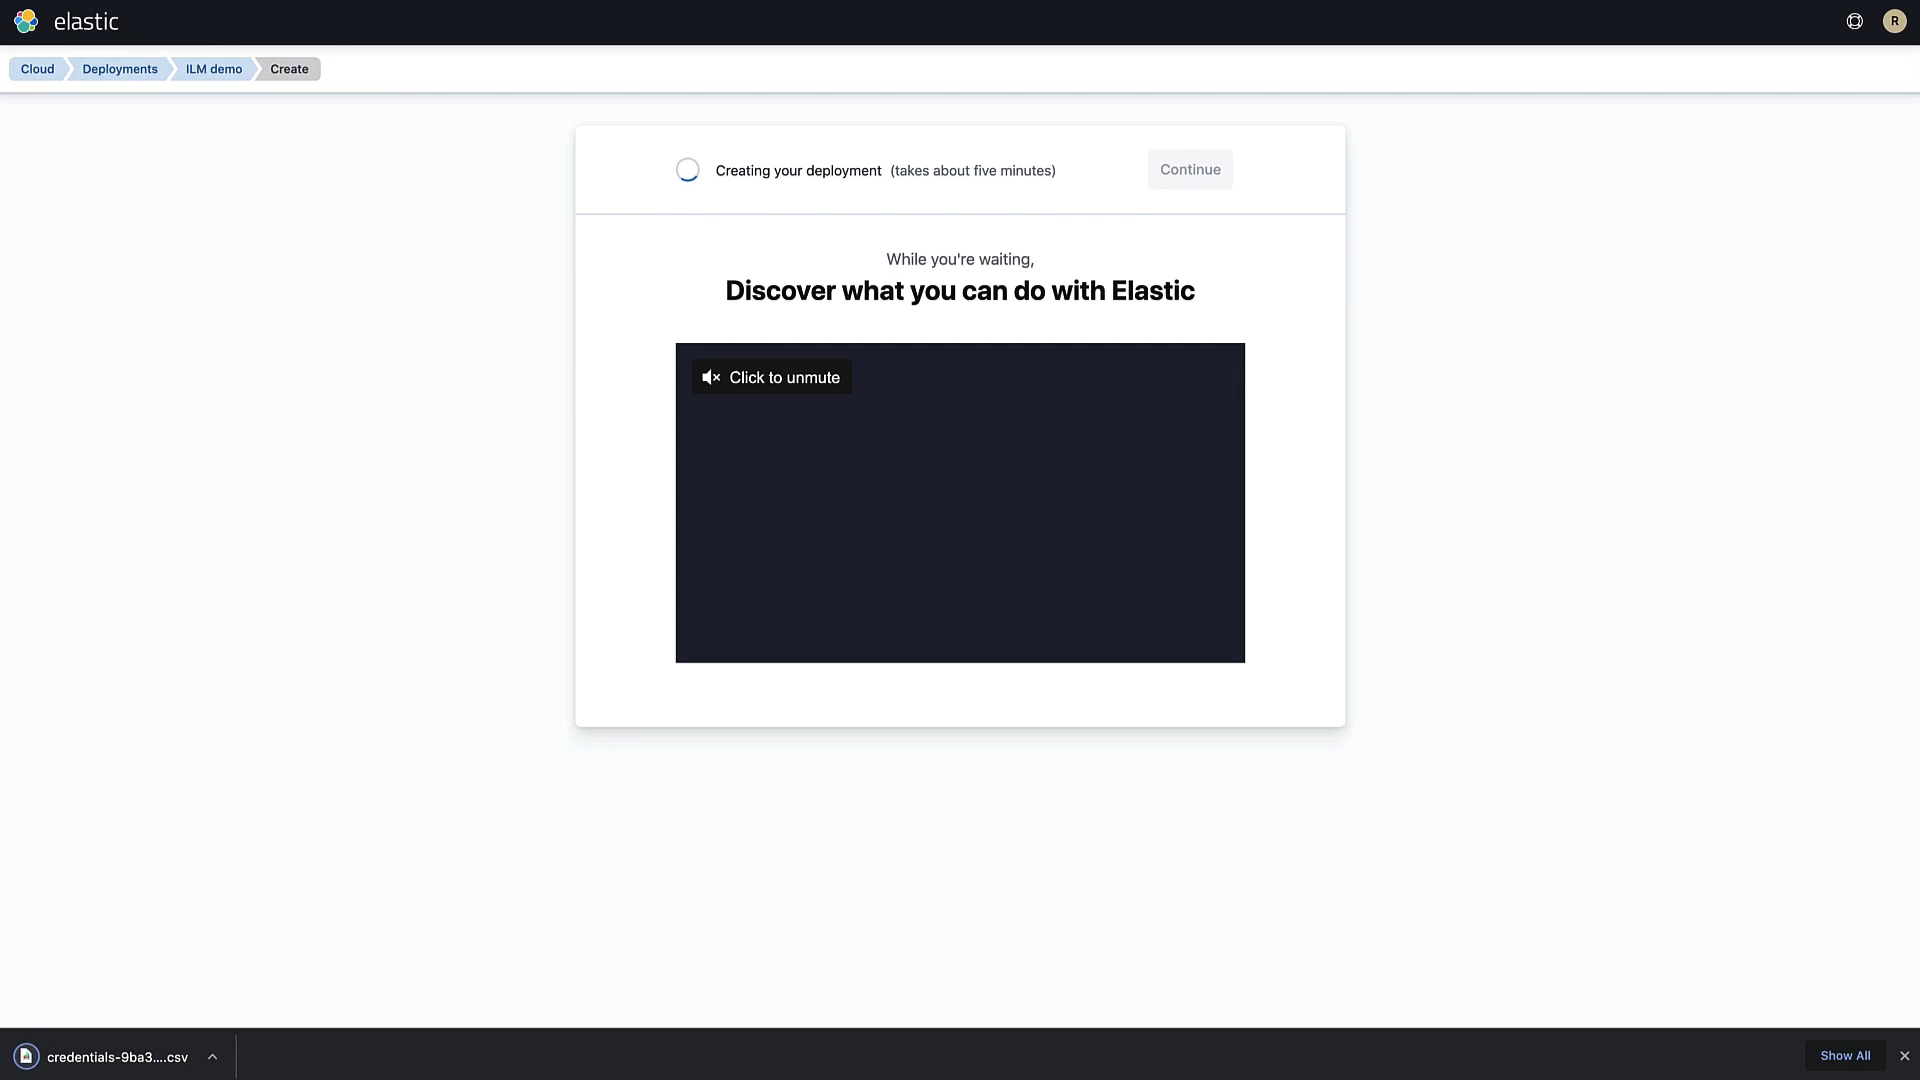 elastic
R
Cloud
Deployments
ILM demo
Create
Creating your deployment (takes about five minutes)
Continue
While you're waiting,
Discover what you can do with Elastic
Click to unmute
credentials-9ba3....csv
Show All